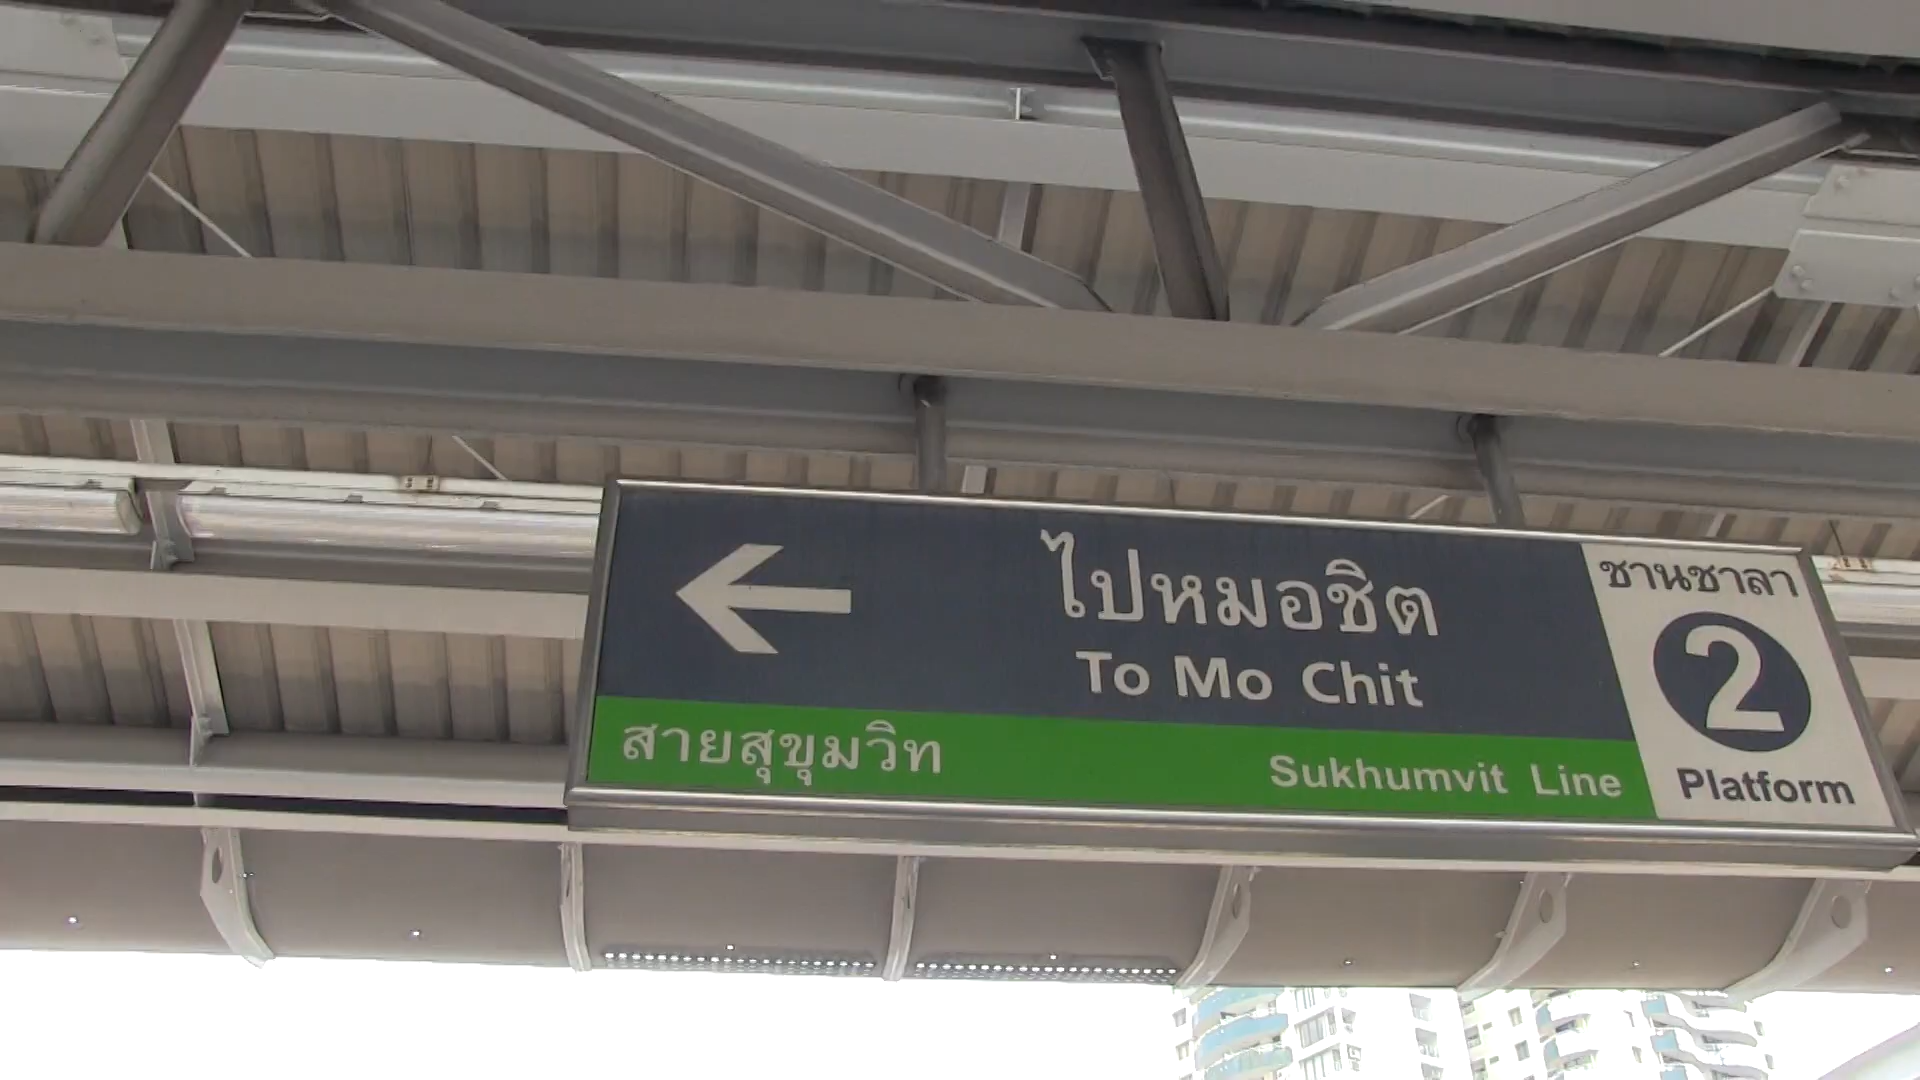 ไปหมอชิต
To Mo Chit
สายสุขุมวิท
Sukhumvit Line
ชานชาลา
2
Platform